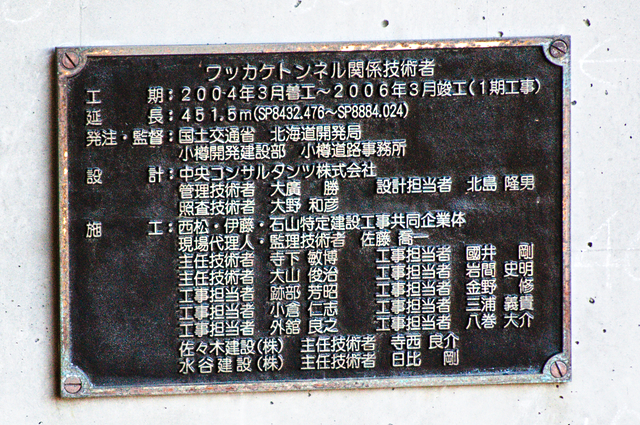 ワッカケトンネル関係技術者
工 期：2004年3月着工～2006年3月竣工(1期工事)
延 長：451.5m(SP8432.476～SP8884.024)
発注・監督：国土交通省 北海道開発局
小樽開発建設部 小樽道路事務所
設 計：中央コンサルタンツ株式会社
管理技術者 大廣 勝 設計担当者 北島 隆男
照査技術者 大野 和彦
施 工：西松・伊藤・石山特定建設工事共同企業体
現場代理人・監理技術者 佐藤 高一
主任技術者 寺下 敏博 工事担当者 國井 剛
主任技術者 大山 俊治 工事担当者 岩間 史明
工事担当者 跡部 芳昭 工事担当者 金野 修
工事担当者 小倉 仁志 工事担当者 三浦 義貴
工事担当者 外舘 良之 工事担当者 八巻 大介
佐々木建設(株) 主任技術者 寺西 良介
水谷建設(株) 主任技術者 日比 剛